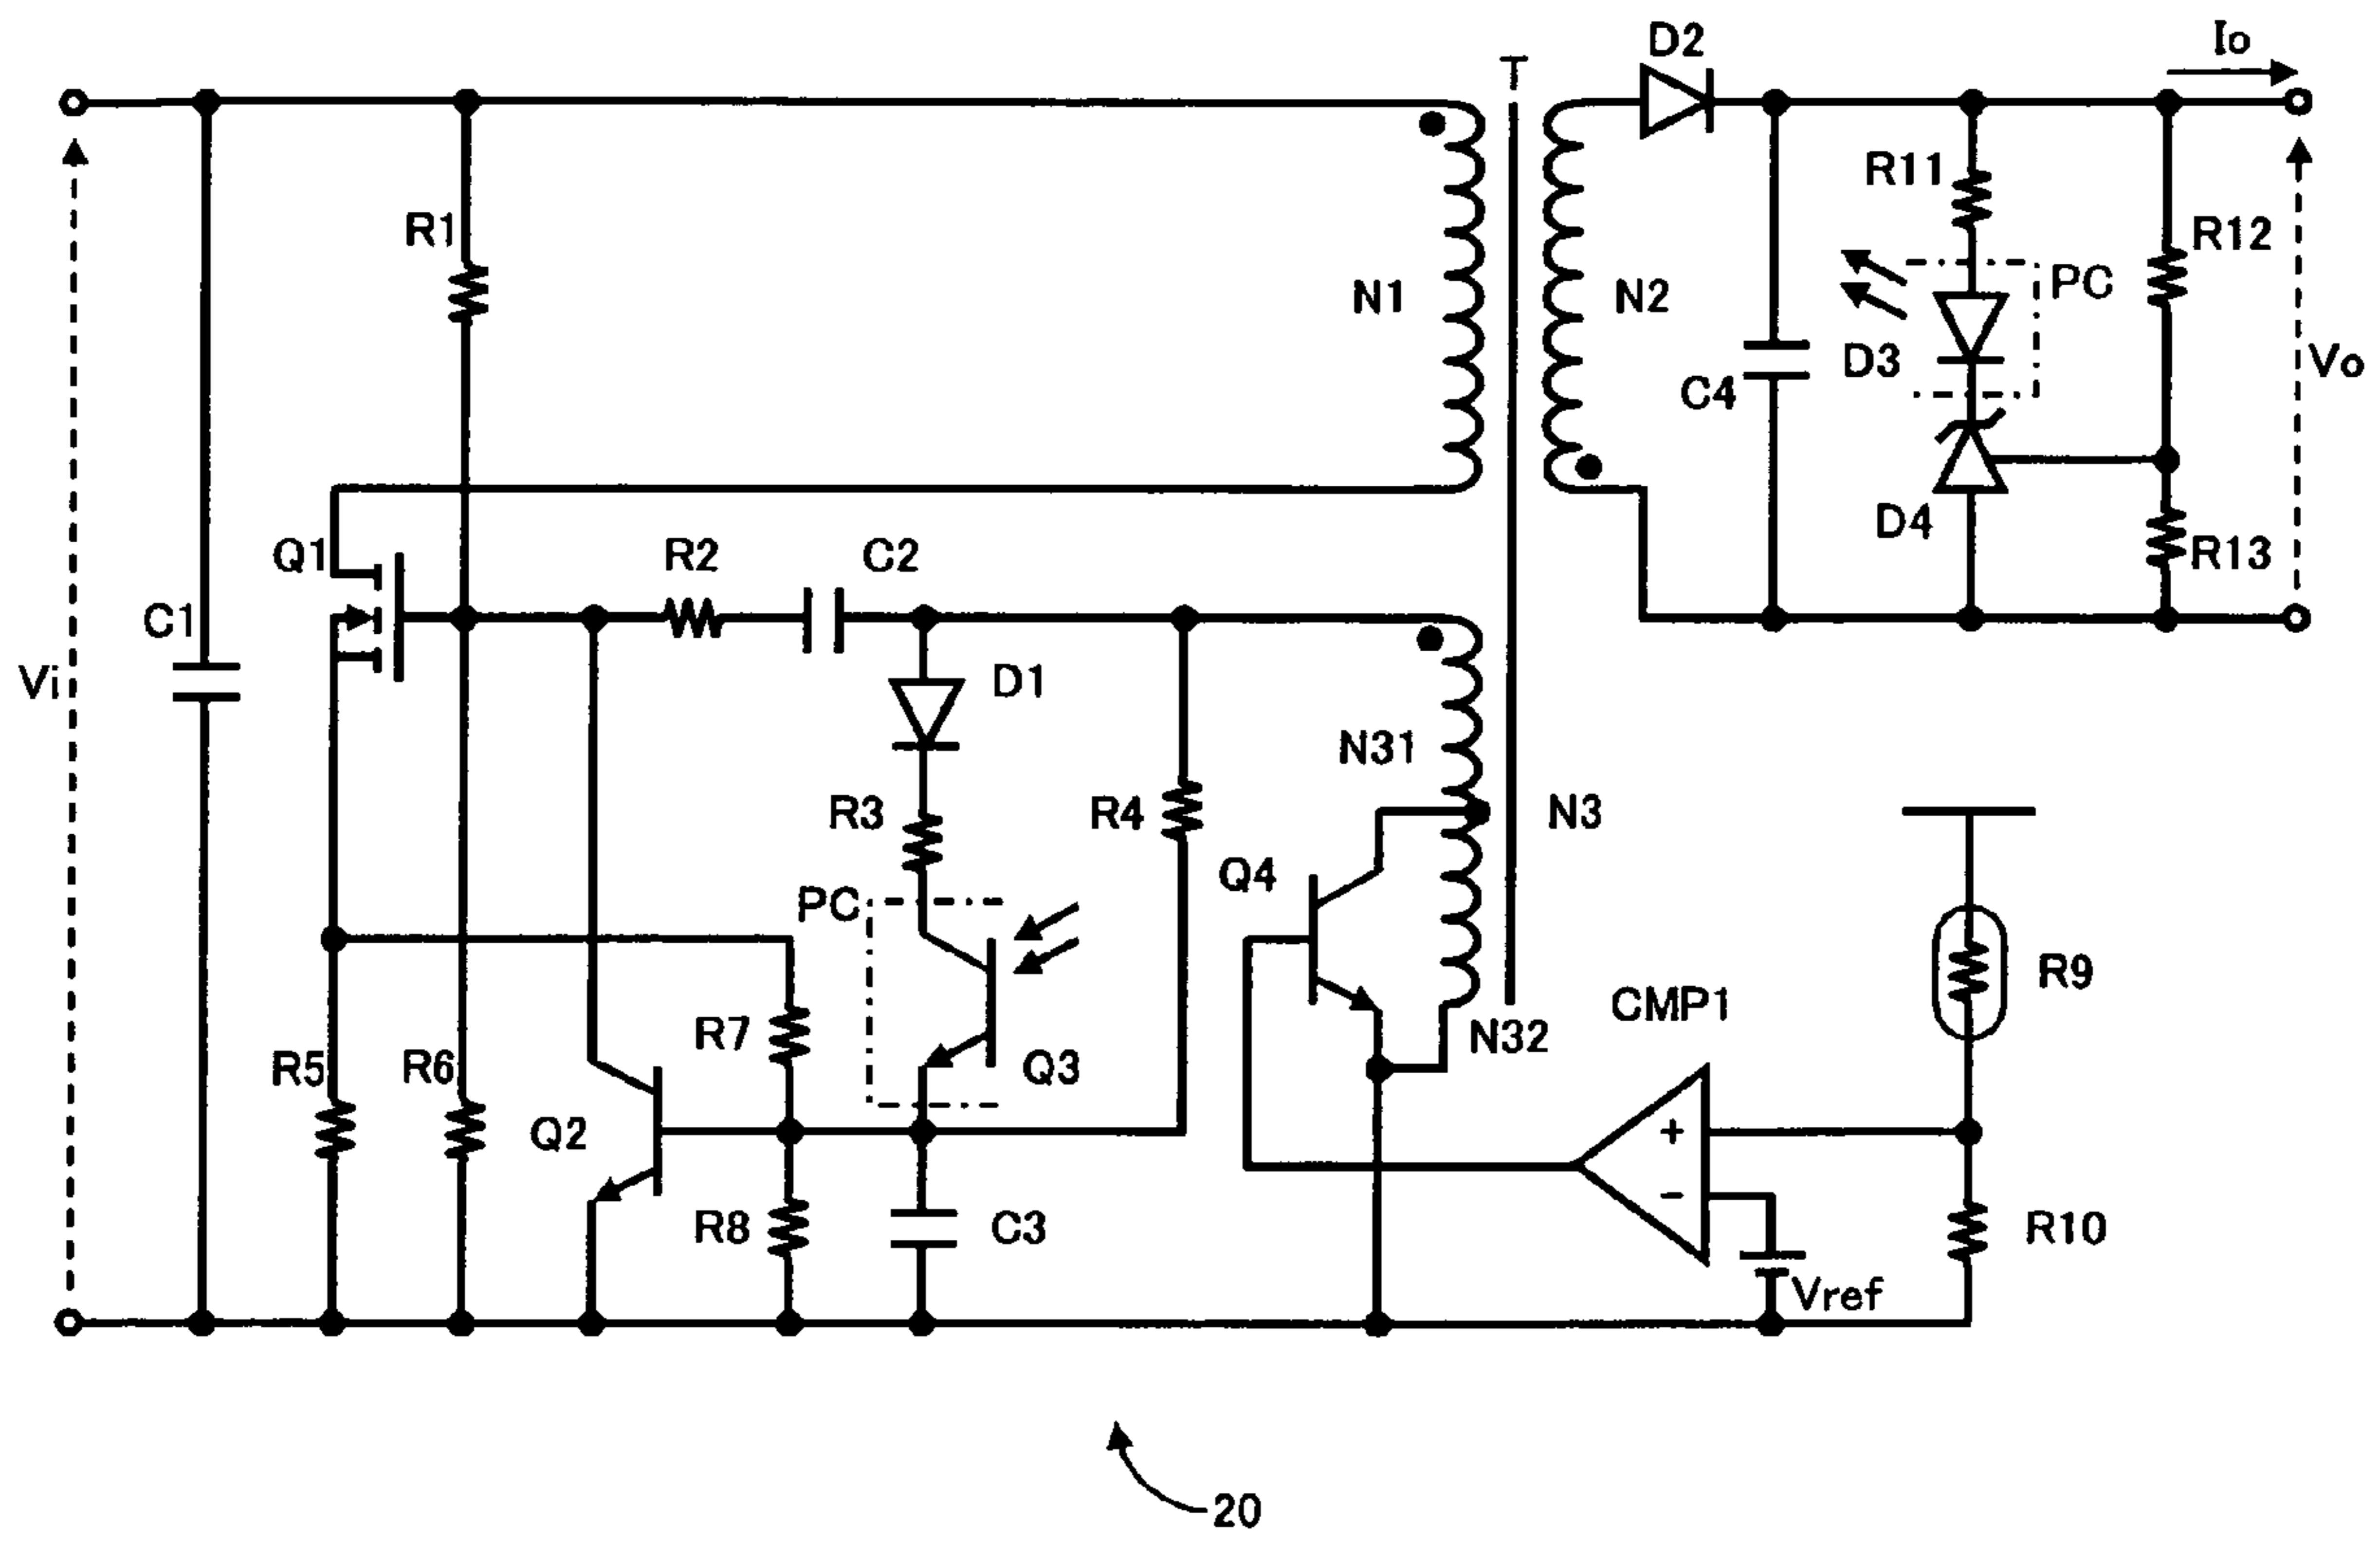 T
D2
Io
R11
R12
R1
N1
N2
PC
D3
C4
Vo
D4
R13
Q1
R2
C2
C1
Vi
D1
N31
R3
R4
N3
Q4
PC
R9
CMP1
R7
N32
R5
R6
Q3
Q2
+
R8
C3
−
R10
Vref
20